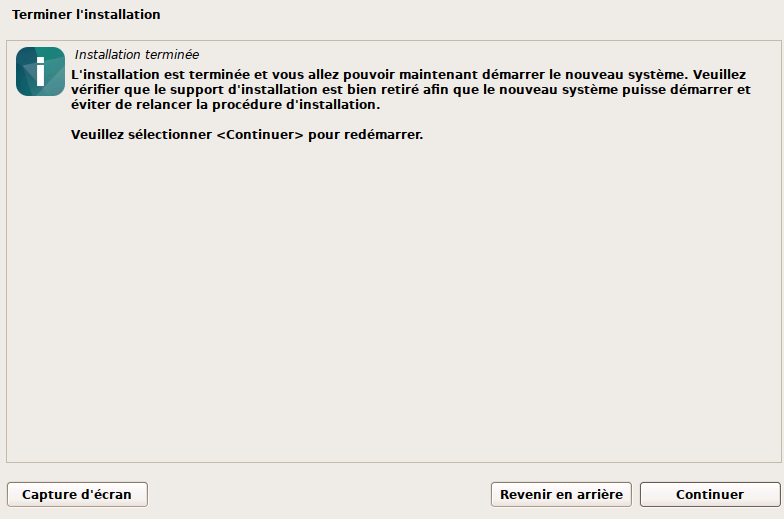 Terminer l'installation
Installation terminée
L'installation est terminée et vous allez pouvoir maintenant démarrer le nouveau système. Veuillez
vérifier que le support d'installation est bien retiré afin que le nouveau système puisse démarrer et
éviter de relancer la procédure d'installation.
Veuillez sélectionner <Continuer> pour redémarrer.
Capture d'écran
Revenir en arrière
Continuer